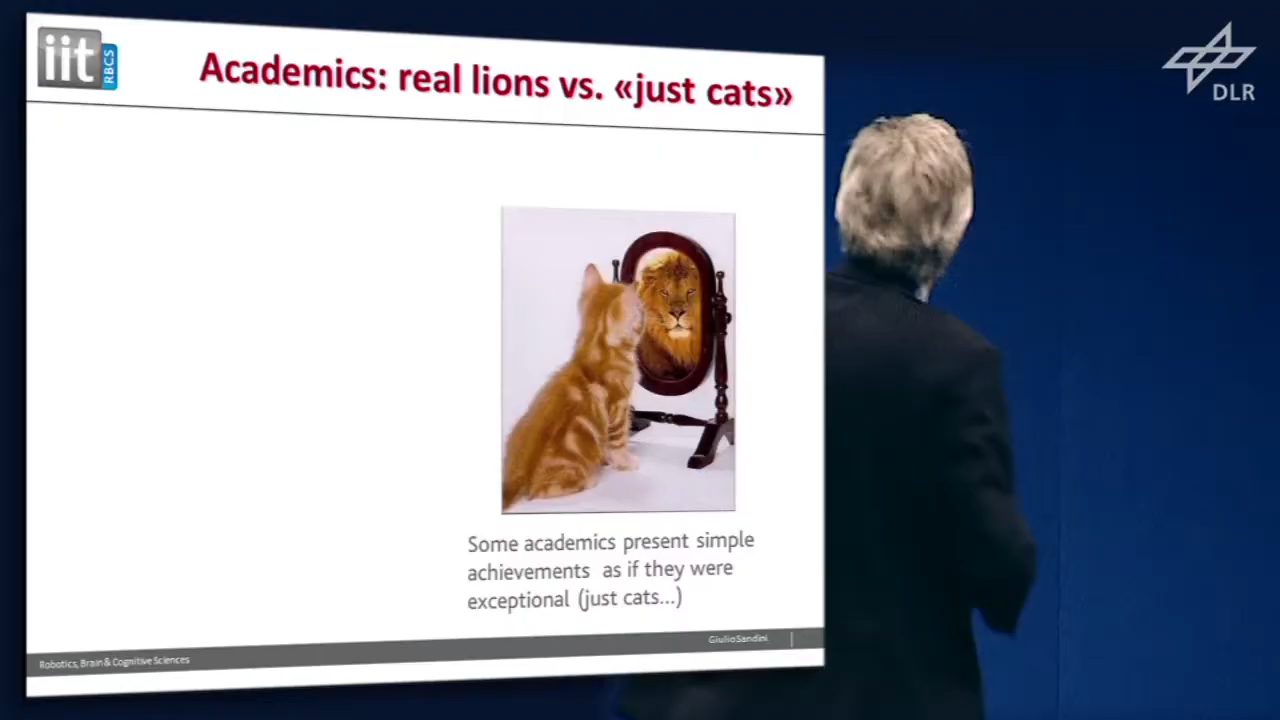 iit
RBCS
Academics: real lions vs. «just cats»
DLR
Some academics present simple
achievements as if they were
exceptional (just cats...)
Giulio Sandini
Robotics, Brain & Cognitive Sciences